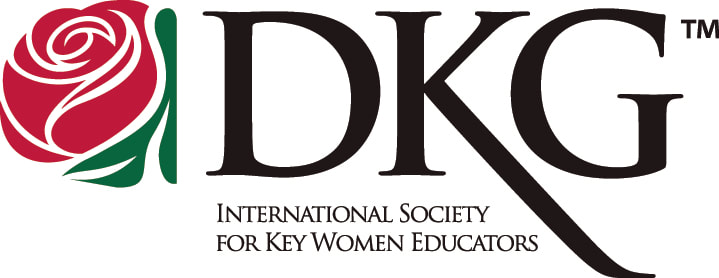 DKG™
INTERNATIONAL SOCIETY
FOR KEY WOMEN EDUCATORS